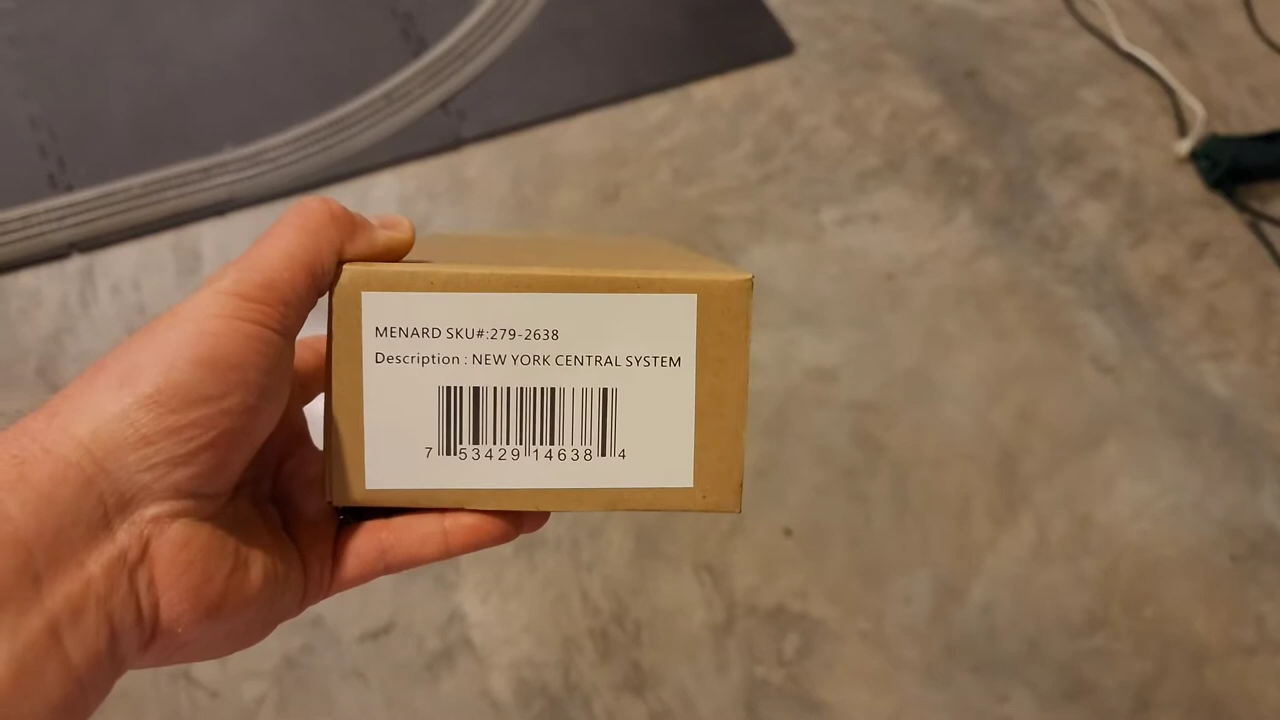 MENARD SKU#:279-2638
Description : NEW YORK CENTRAL SYSTEM
7 53429 14638 4